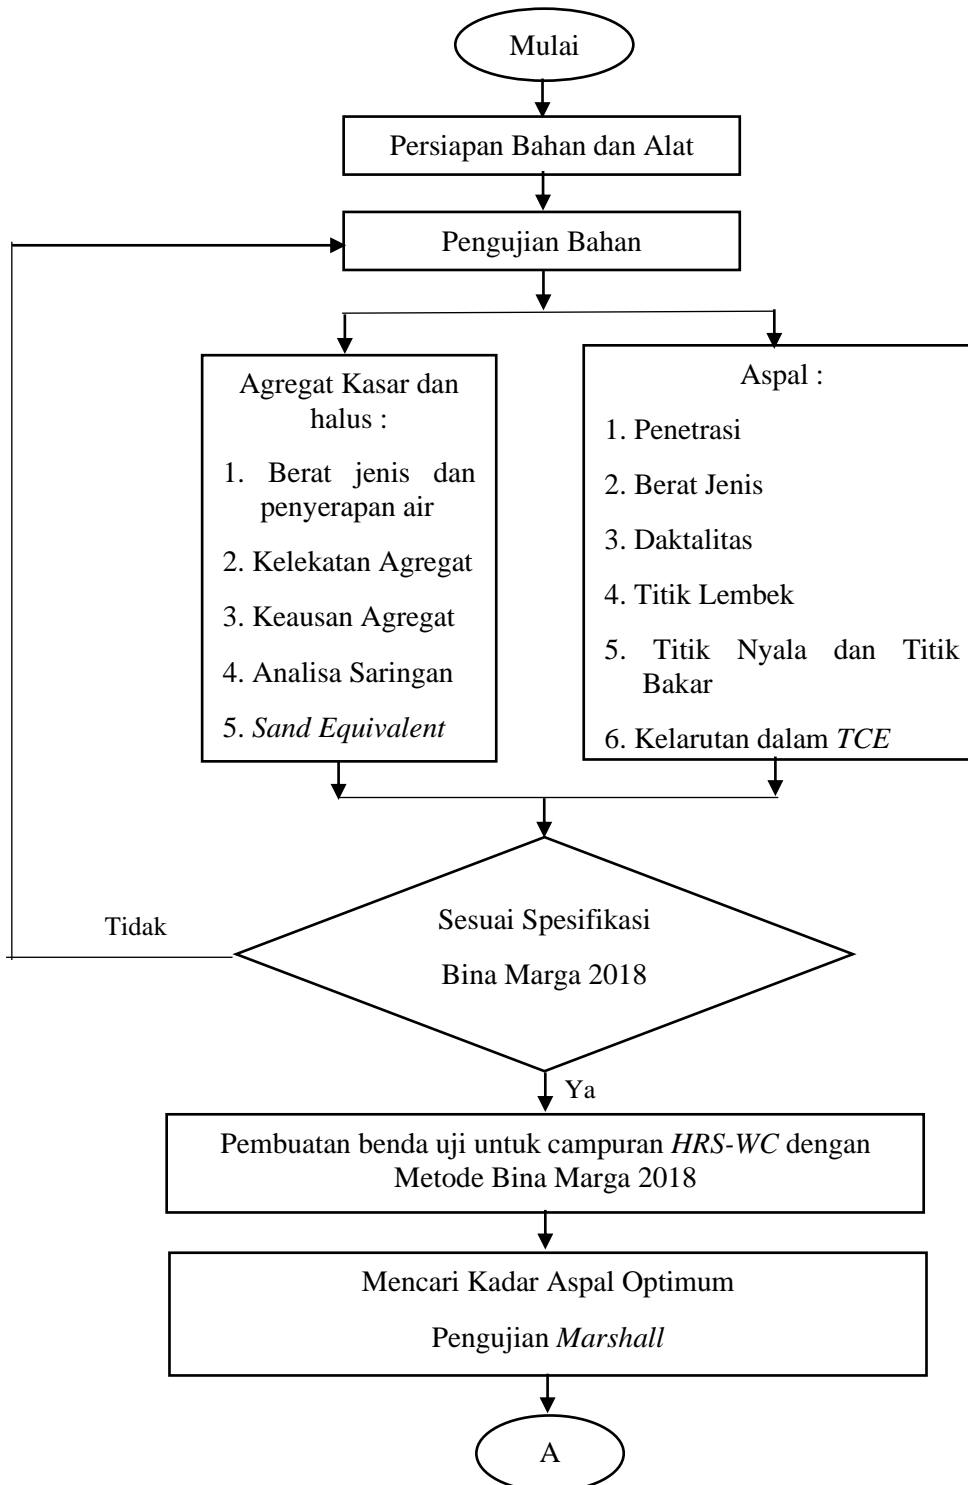 Mulai
Persiapan Bahan dan Alat
Pengujian Bahan
Agregat Kasar dan
halus :
1. Berat jenis dan
penyerapan air
2. Kelekatan Agregat
3. Keausan Agregat
4. Analisa Saringan
5. Sand Equivalent
Aspal :
1. Penetrasi
2. Berat Jenis
3. Daktalitas
4. Titik Lembek
5. Titik Nyala dan Titik
Bakar
6. Kelarutan dalam TCE
Tidak
Sesuai Spesifikasi
Bina Marga 2018
Ya
Pembuatan benda uji untuk campuran HRS-WC dengan
Metode Bina Marga 2018
Mencari Kadar Aspal Optimum
Pengujian Marshall
A